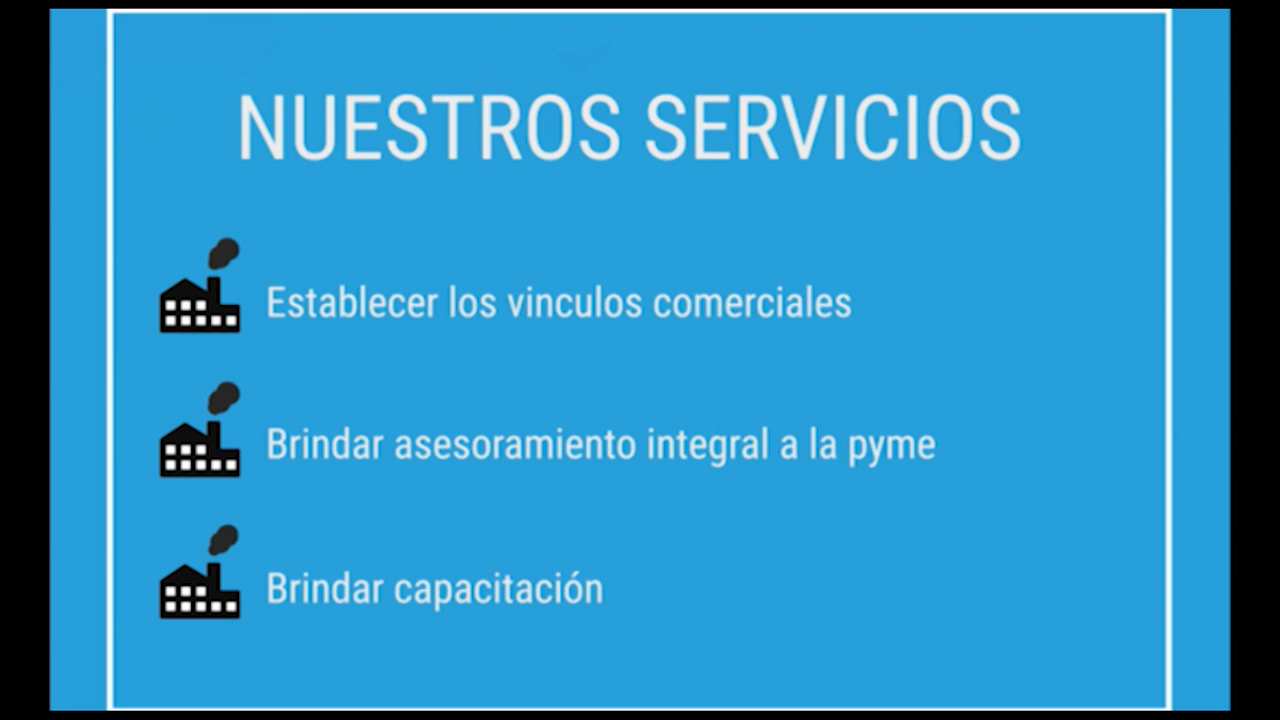 NUESTROS SERVICIOS
Establecer los vinculos comerciales
Brindar asesoramiento integral a la pyme
Brindar capacitación